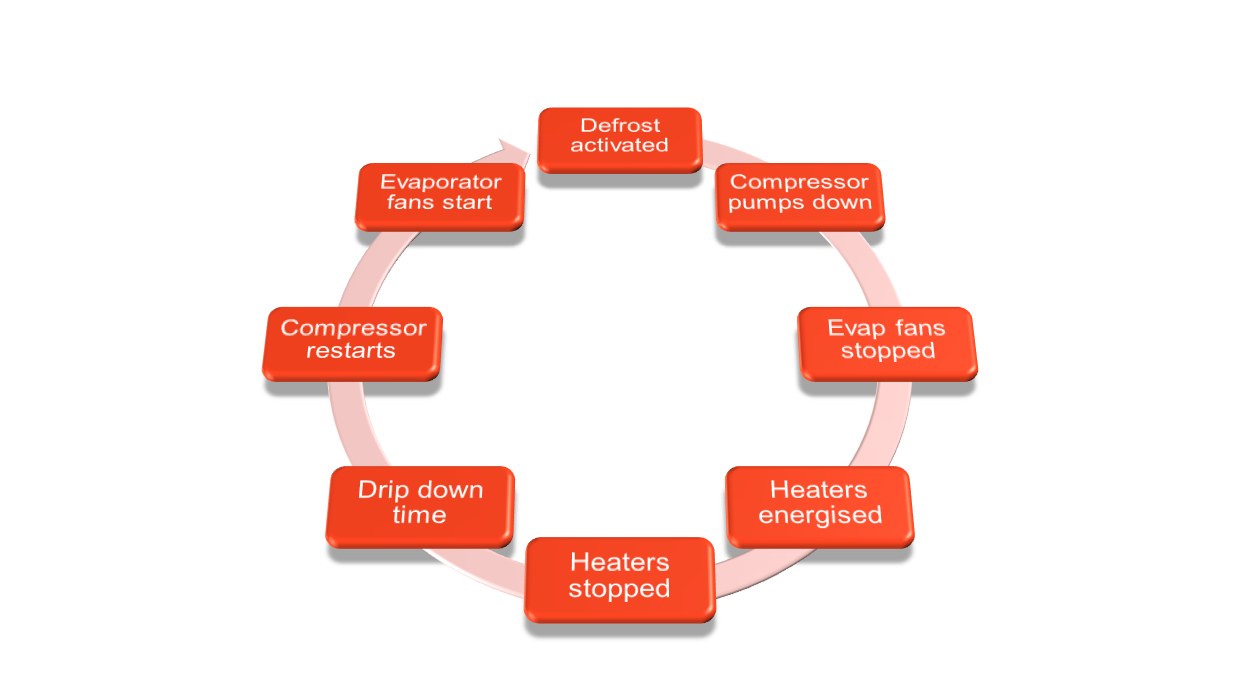 Defrost
activated
Compressor
pumps down
Evap fans
stopped
Heaters
energised
Heaters
stopped
Drip down
time
Compressor
restarts
Evaporator
fans start